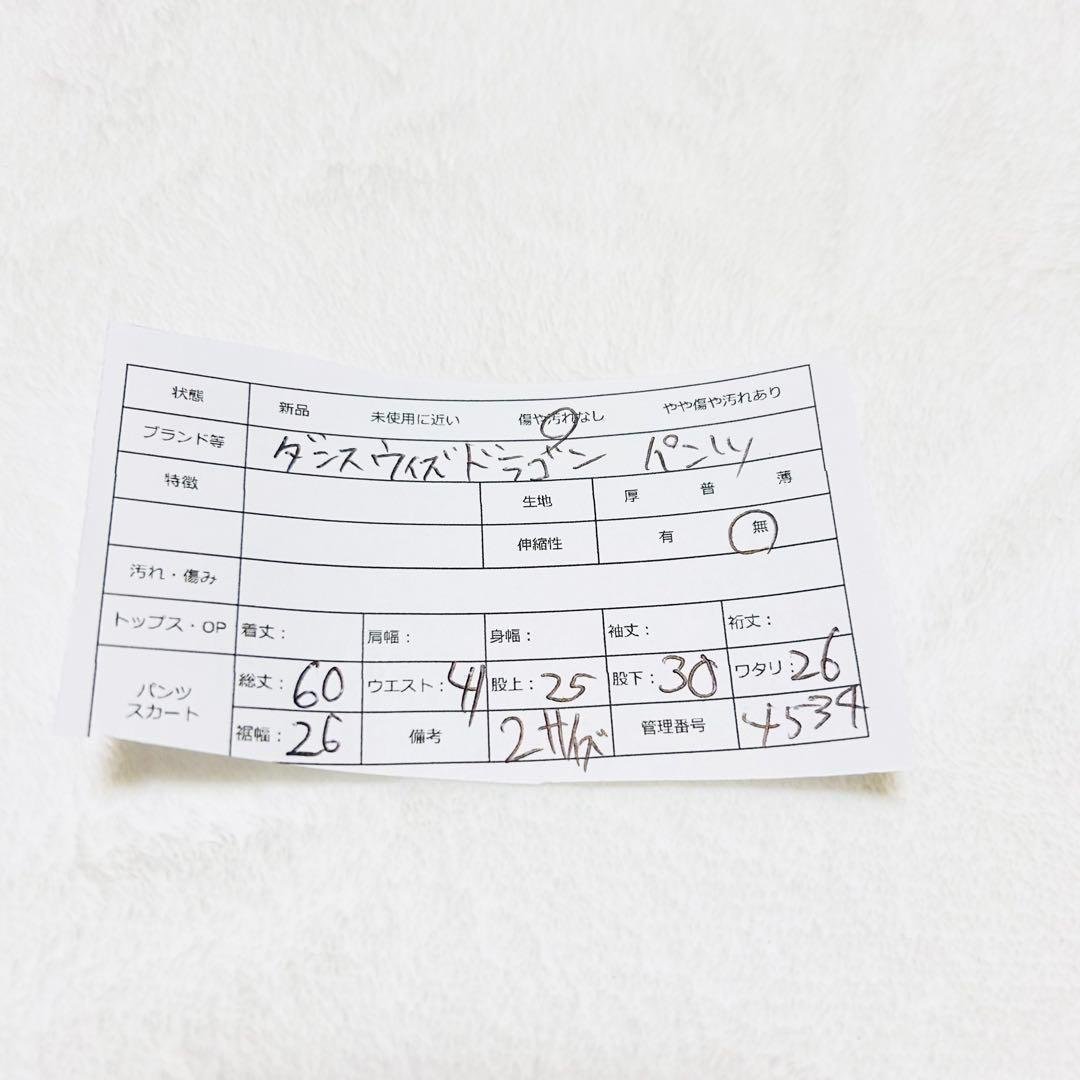 状態 新品 未使用に近い 傷や汚れなし やや傷や汚れあり
ブランド等 ダンスウィズドラゴン パンツ
特徴 生地 厚 普 薄
伸縮性 有 無
汚れ・傷み
トップス・OP 着丈： 肩幅： 身幅： 袖丈： 裄丈：
パンツ スカート 総丈：60 ウエスト：41 股上：25 股下：30 ワタリ：26
裾幅：26 備考 2サイズ 管理番号 4534